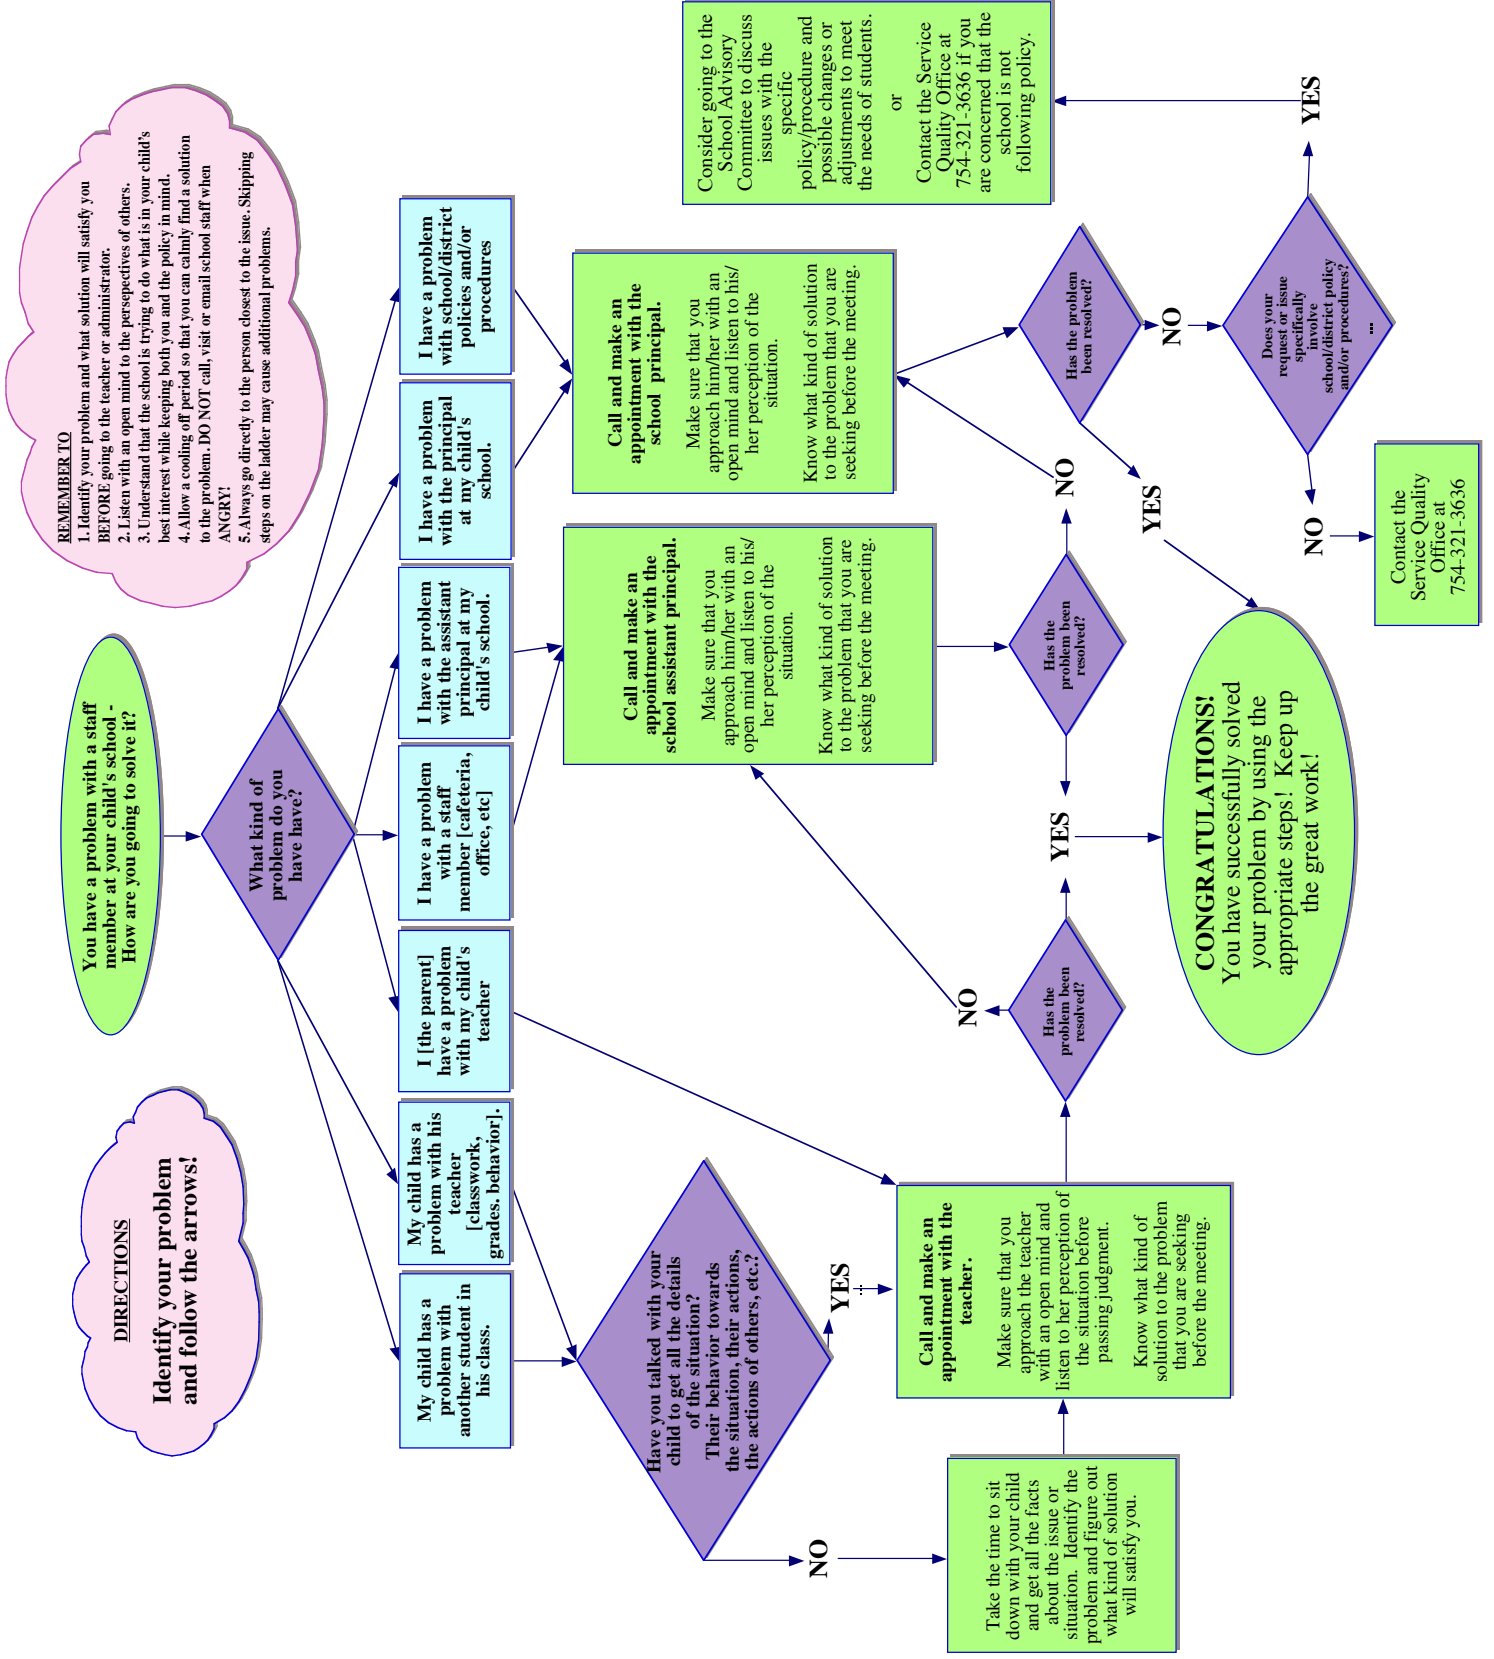 DIRECTIONS
Identify your problem
and follow the arrows!
You have a problem with a staff
member at your child's school -
How are you going to solve it?
REMEMBER TO
1. Identify your problem and what solution will satisfy you
BEFORE going to the teacher or administrator.
2. Listen with an open mind to the persepectives of others.
3. Understand that the school is trying to do what is in your child's
best interest while keeping both you and the policy in mind.
4. Allow a cooling off period so that you can calmly find a solution
to the problem. DO NOT call, visit or email school staff when
ANGRY!
5. Always go directly to the person closest to the issue. Skipping
steps on the ladder may cause additional problems.
What kind of
problem do you
have have?
My child has a
problem with
another student in
his class.
My child has a
problem with his
teacher
[classwork,
grades. behavior].
I [the parent]
have a problem
with my child's
teacher
I have a problem
with a staff
member [cafeteria,
office, etc]
I have a problem
with the assistant
principal at my
child's school.
I have a problem
with the principal
at my child's
school.
I have a problem
with school/district
policies and/or
procedures
Have you talked with your
child to get all the details
of the situation?
Their behavior towards
the situation, their actions,
the actions of others, etc.?
NO
YES
Take the time to sit
down with your child
and get all the facts
about the issue or
situation. Identify the
problem and figure out
what kind of solution
will satisfy you.
Call and make an
appointment with the
teacher.
Make sure that you
approach the teacher
with an open mind and
listen to her perception of
the situation before
passing judgment.
Know what kind of
solution to the problem
that you are seeking
before the meeting.
Has the
problem been
resolved?
NO
YES
Call and make an
appointment with the
school assistant principal.
Make sure that you
approach him/her with an
open mind and listen to his/
her perception of the
situation.
Know what kind of solution
to the problem that you are
seeking before the meeting.
Has the
problem been
resolved?
NO
Call and make an
appointment with the
school principal.
Make sure that you
approach him/her with an
open mind and listen to his/
her perception of the
situation.
Know what kind of solution
to the problem that you are
seeking before the meeting.
Has the problem
been resolved?
YES
NO
CONGRATULATIONS!
You have successfully solved
your problem by using the
appropriate steps! Keep up
the great work!
Does your
request or issue
specifically
involve
school/district policy
and/or procedures?
...
NO
YES
Contact the
Service Quality
Office at
754-321-3636
Consider going to the
School Advisory
Committee to discuss
issues with the
specific
policy/procedure and
possible changes or
adjustments to meet
the needs of students.
or
Contact the Service
Quality Office at
754-321-3636 if you
are concerned that the
school is not
following policy.